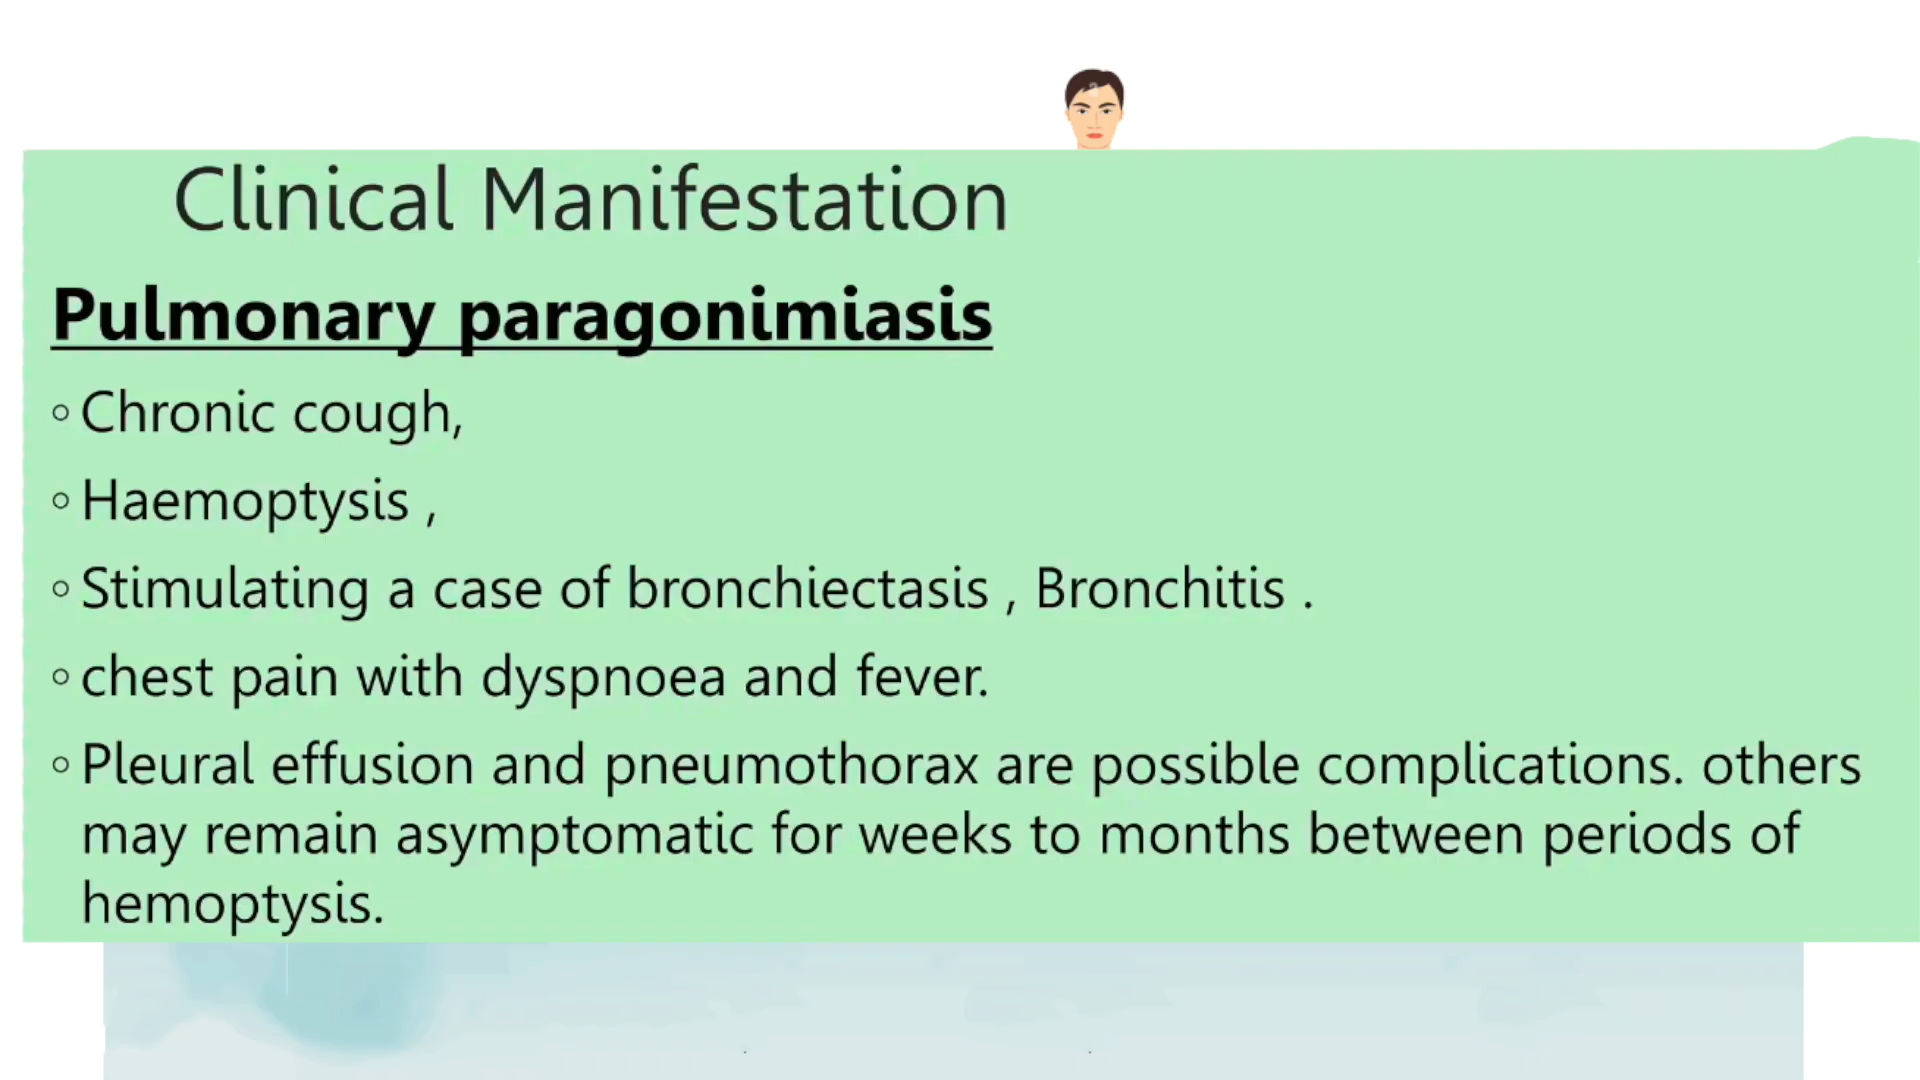 Clinical Manifestation
Pulmonary paragonimiasis
◦ Chronic cough,
◦ Haemoptysis ,
◦ Stimulating a case of bronchiectasis , Bronchitis .
◦ chest pain with dyspnoea and fever.
◦ Pleural effusion and pneumothorax are possible complications. others
may remain asymptomatic for weeks to months between periods of
hemoptysis.